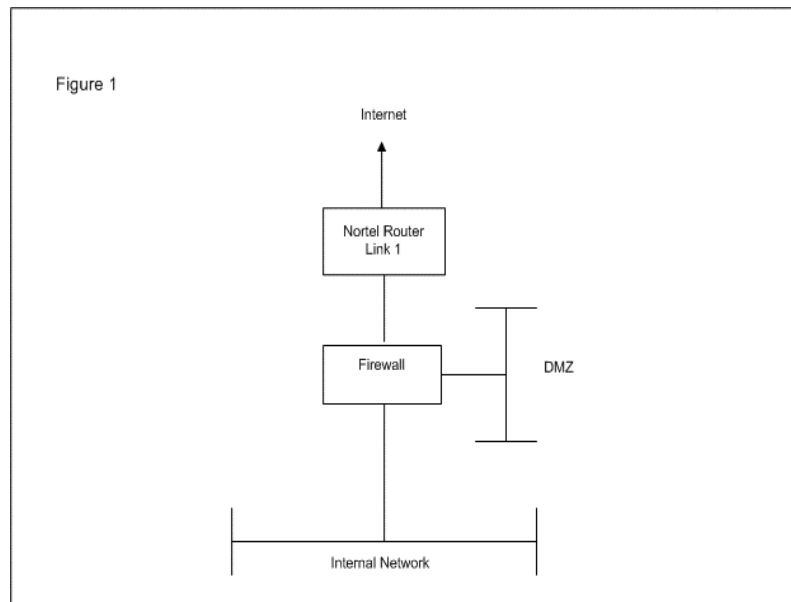 Figure 1
Internet
Nortel Router
Link 1
Firewall
DMZ
Internal Network